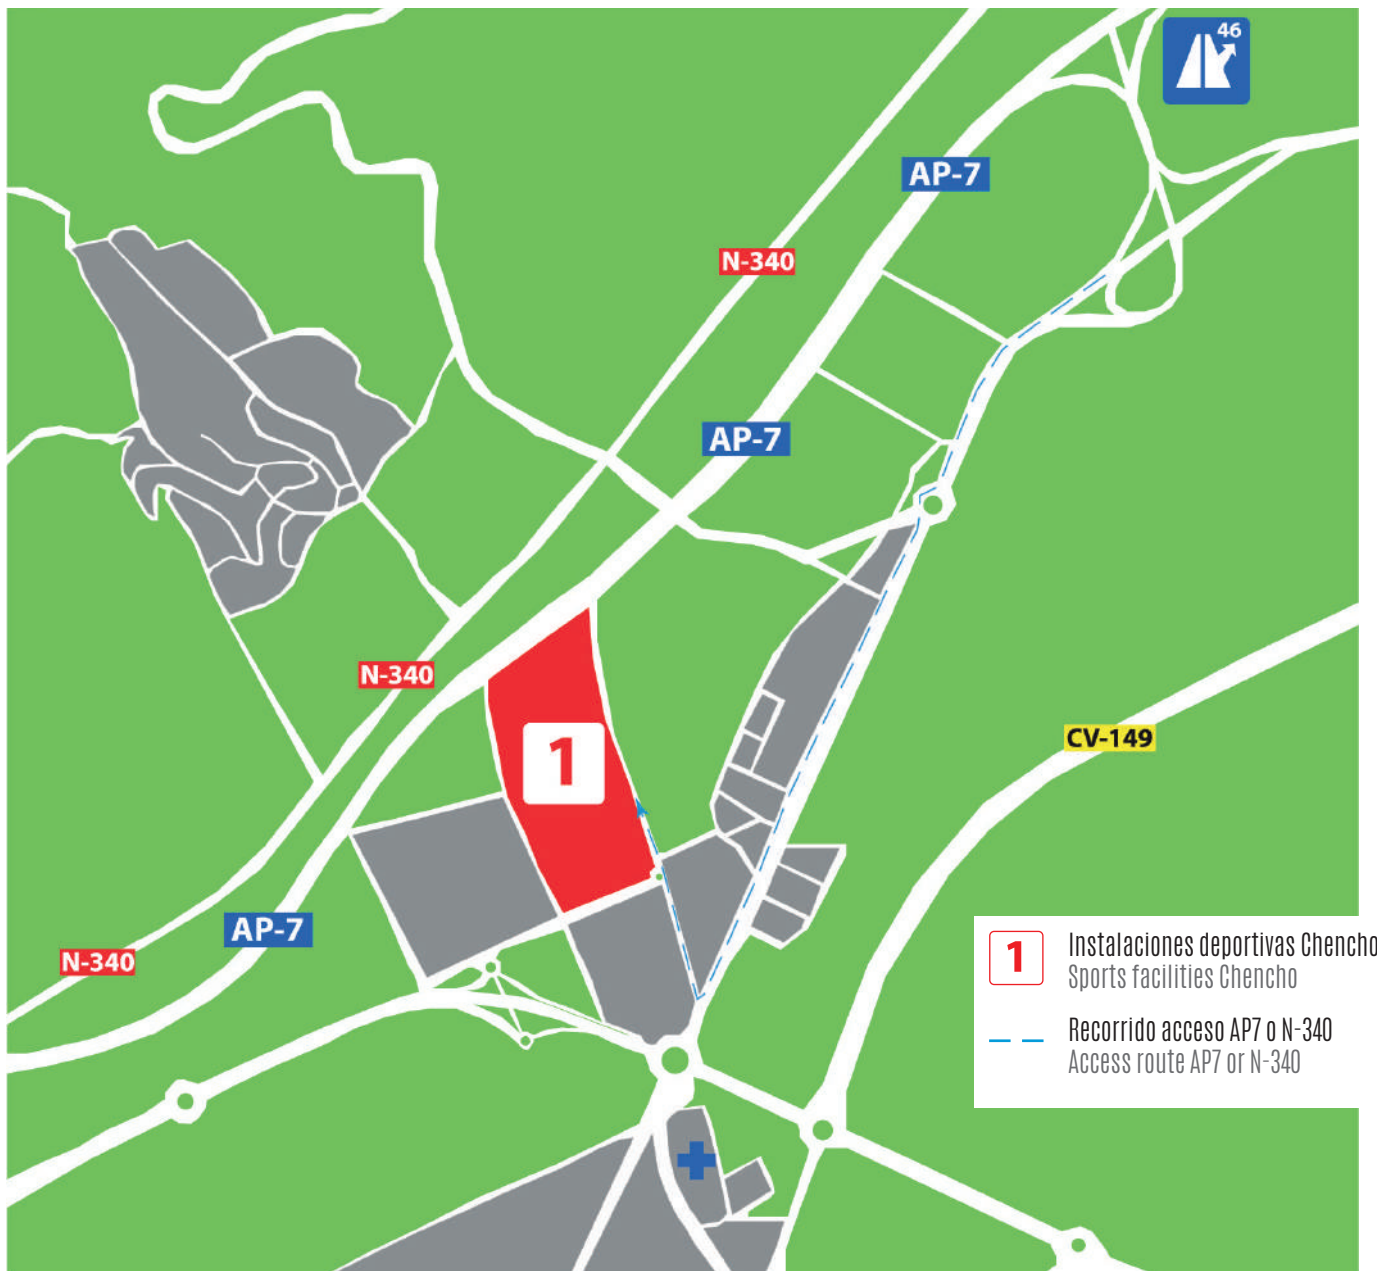 46
AP-7
N-340
AP-7
N-340
1
CV-149
AP-7
N-340
1
Instalaciones deportivas Chencho
Sports facilities Chencho
Recorrido acceso AP7 o N-340
Access route AP7 or N-340